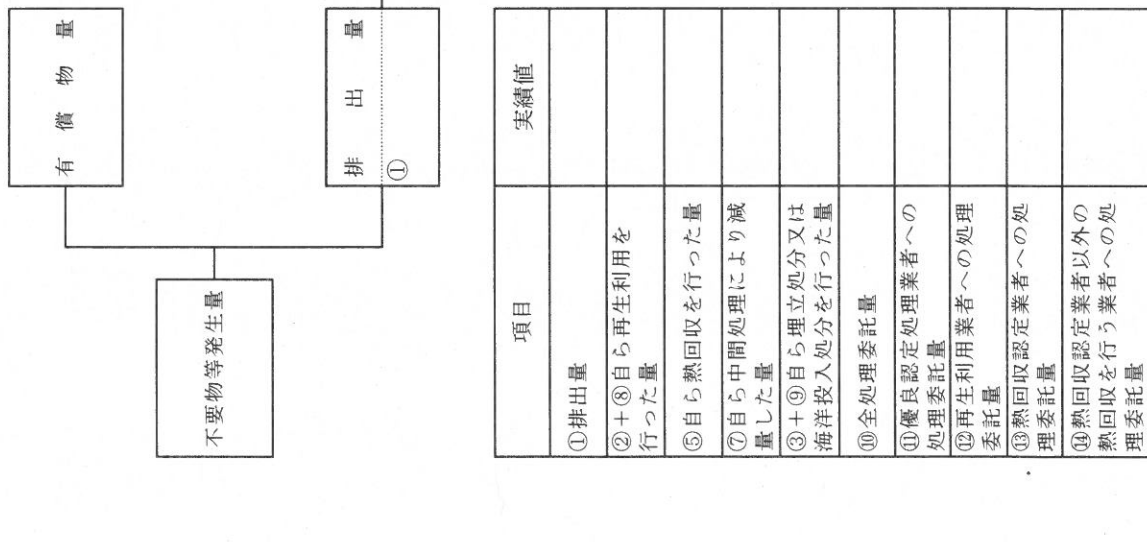 有償物量
排出量
①
不要物等発生量
項目
実績値
①排出量
②＋⑧自ら再生利用を
行った量
⑤自ら熱回収を行った量
⑦自ら中間処理により減
量した量
③＋⑨自ら埋立処分又は
海洋投入処分を行った量
⑩全処理委託量
⑪優良認定処理業者への
処理委託量
⑫再生利用業者への処理
委託量
⑬熱回収認定業者への処
理委託量
⑭熱回収認定業者以外の
熱回収を行う業者への処
理委託量